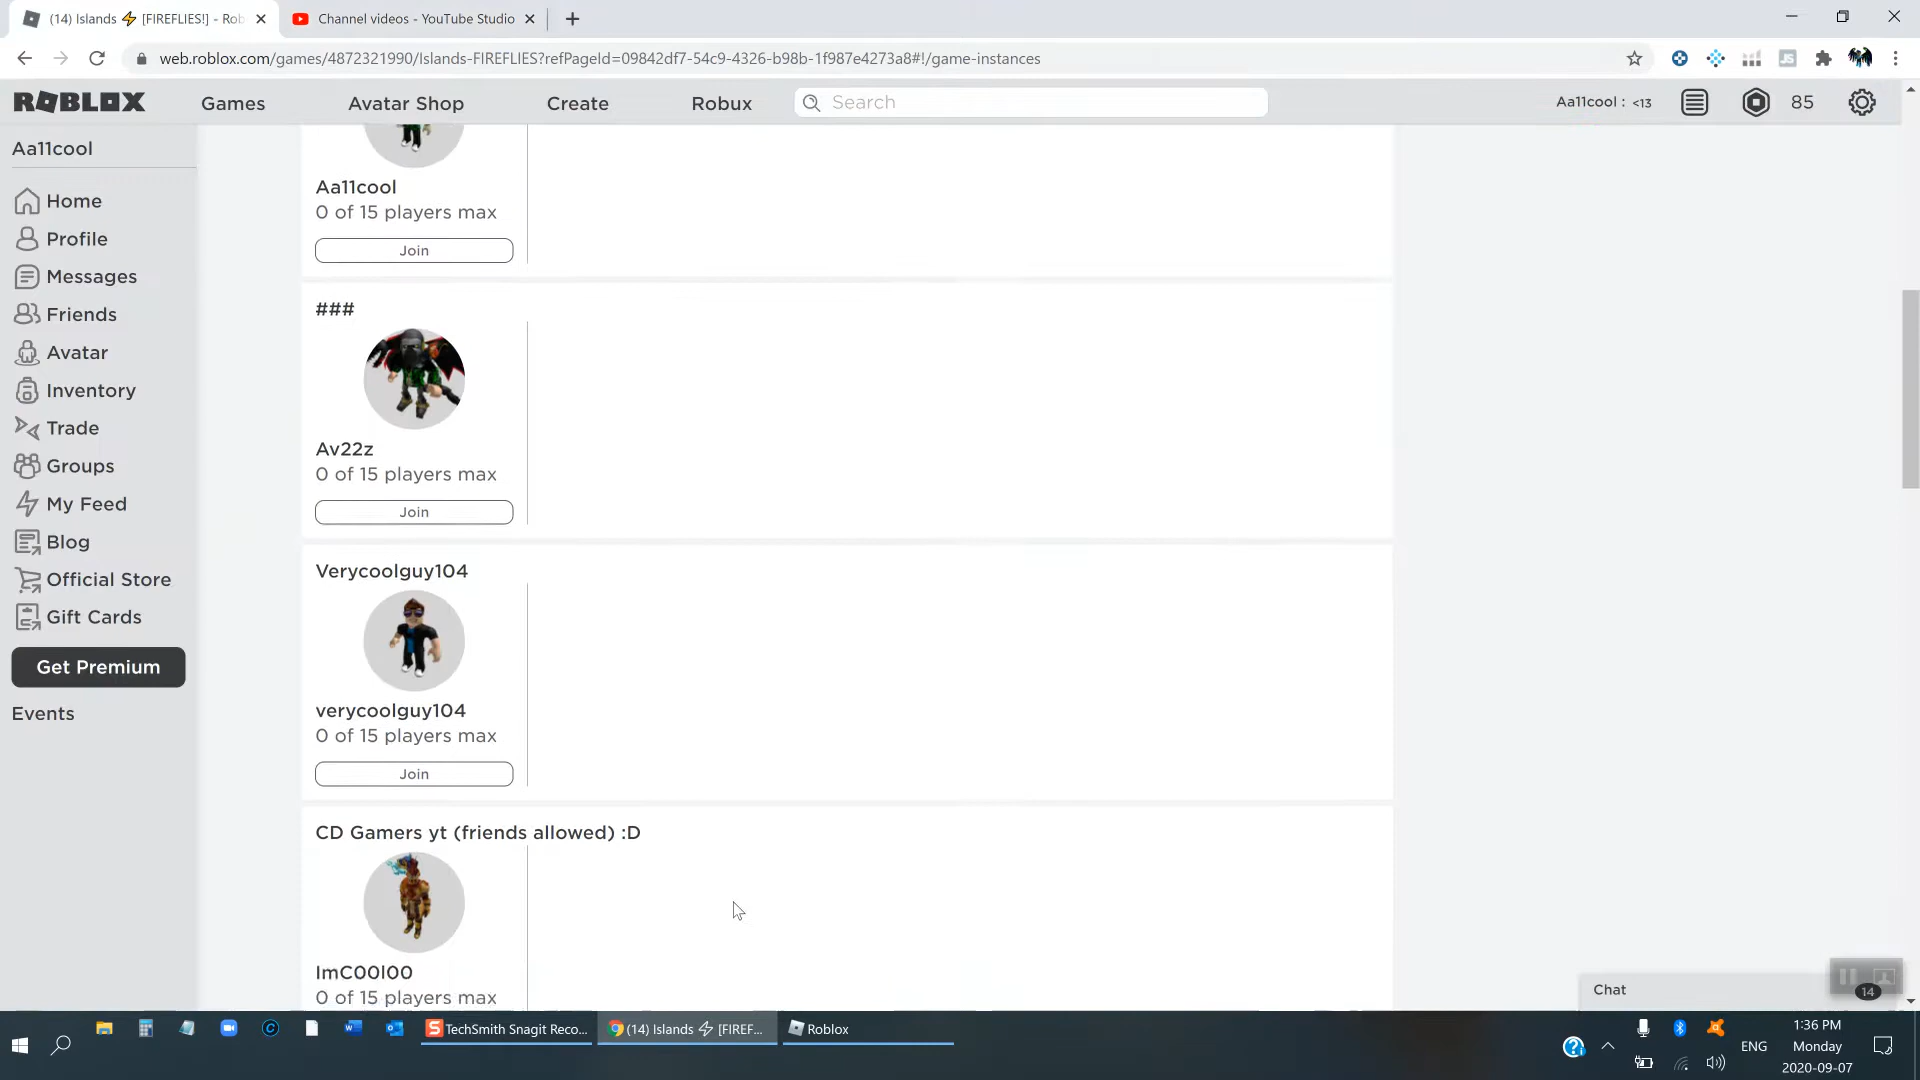 (14) Islands ⚡ [FIREFLIES!] - Rob
Channel videos - YouTube Studio
web.roblox.com/games/4872321990/Islands-FIREFLIES?refPageId=09842df7-54c9-4326-b98b-1f987e4273a8#!/game-instances
JS
ROBLOX
Games
Avatar Shop
Create
Robux
Search
Aa11cool : <13
85
Aa11cool
Home
Profile
Messages
Friends
Avatar
Inventory
Trade
Groups
My Feed
Blog
Official Store
Gift Cards
Get Premium
Events
Aa11cool
0 of 15 players max
Join
###
Av22z
0 of 15 players max
Join
Verycoolguy104
verycoolguy104
0 of 15 players max
Join
CD Gamers yt (friends allowed) :D
ImC00l00
0 of 15 players max
Chat
14
TechSmith Snagit Reco...
(14) Islands ⚡ [FIREF...
Roblox
ENG
1:36 PM
Monday
2020-09-07